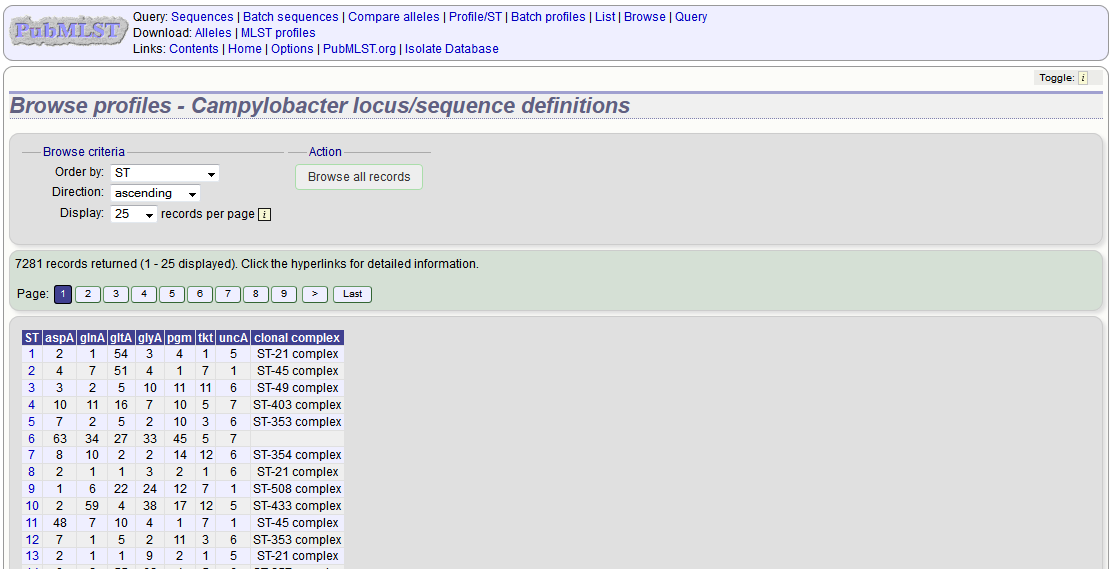 PubMLST
Query: Sequences | Batch sequences | Compare alleles | Profile/ST | Batch profiles | List | Browse | Query
Download: Alleles | MLST profiles
Links: Contents | Home | Options | PubMLST.org | Isolate Database
Toggle: i
Browse profiles - Campylobacter locus/sequence definitions
Browse criteria Action
Order by: ST Browse all records
Direction: ascending
Display: 25 records per page i
7281 records returned (1 - 25 displayed). Click the hyperlinks for detailed information.
Page: 1 2 3 4 5 6 7 8 9 > Last
ST aspA glnA gltA glyA pgm tkt uncA clonal complex
1 2 1 54 3 4 1 5 ST-21 complex
2 4 7 51 4 1 7 1 ST-45 complex
3 3 2 5 10 11 11 6 ST-49 complex
4 10 11 16 7 10 5 7 ST-403 complex
5 7 2 5 2 10 3 6 ST-353 complex
6 63 34 27 33 45 5 7
7 8 10 2 2 14 12 6 ST-354 complex
8 2 1 1 3 2 1 6 ST-21 complex
9 1 6 22 24 12 7 1 ST-508 complex
10 2 59 4 38 17 12 5 ST-433 complex
11 48 7 10 4 1 7 1 ST-45 complex
12 7 1 5 2 11 3 6 ST-353 complex
13 2 1 1 9 2 1 5 ST-21 complex